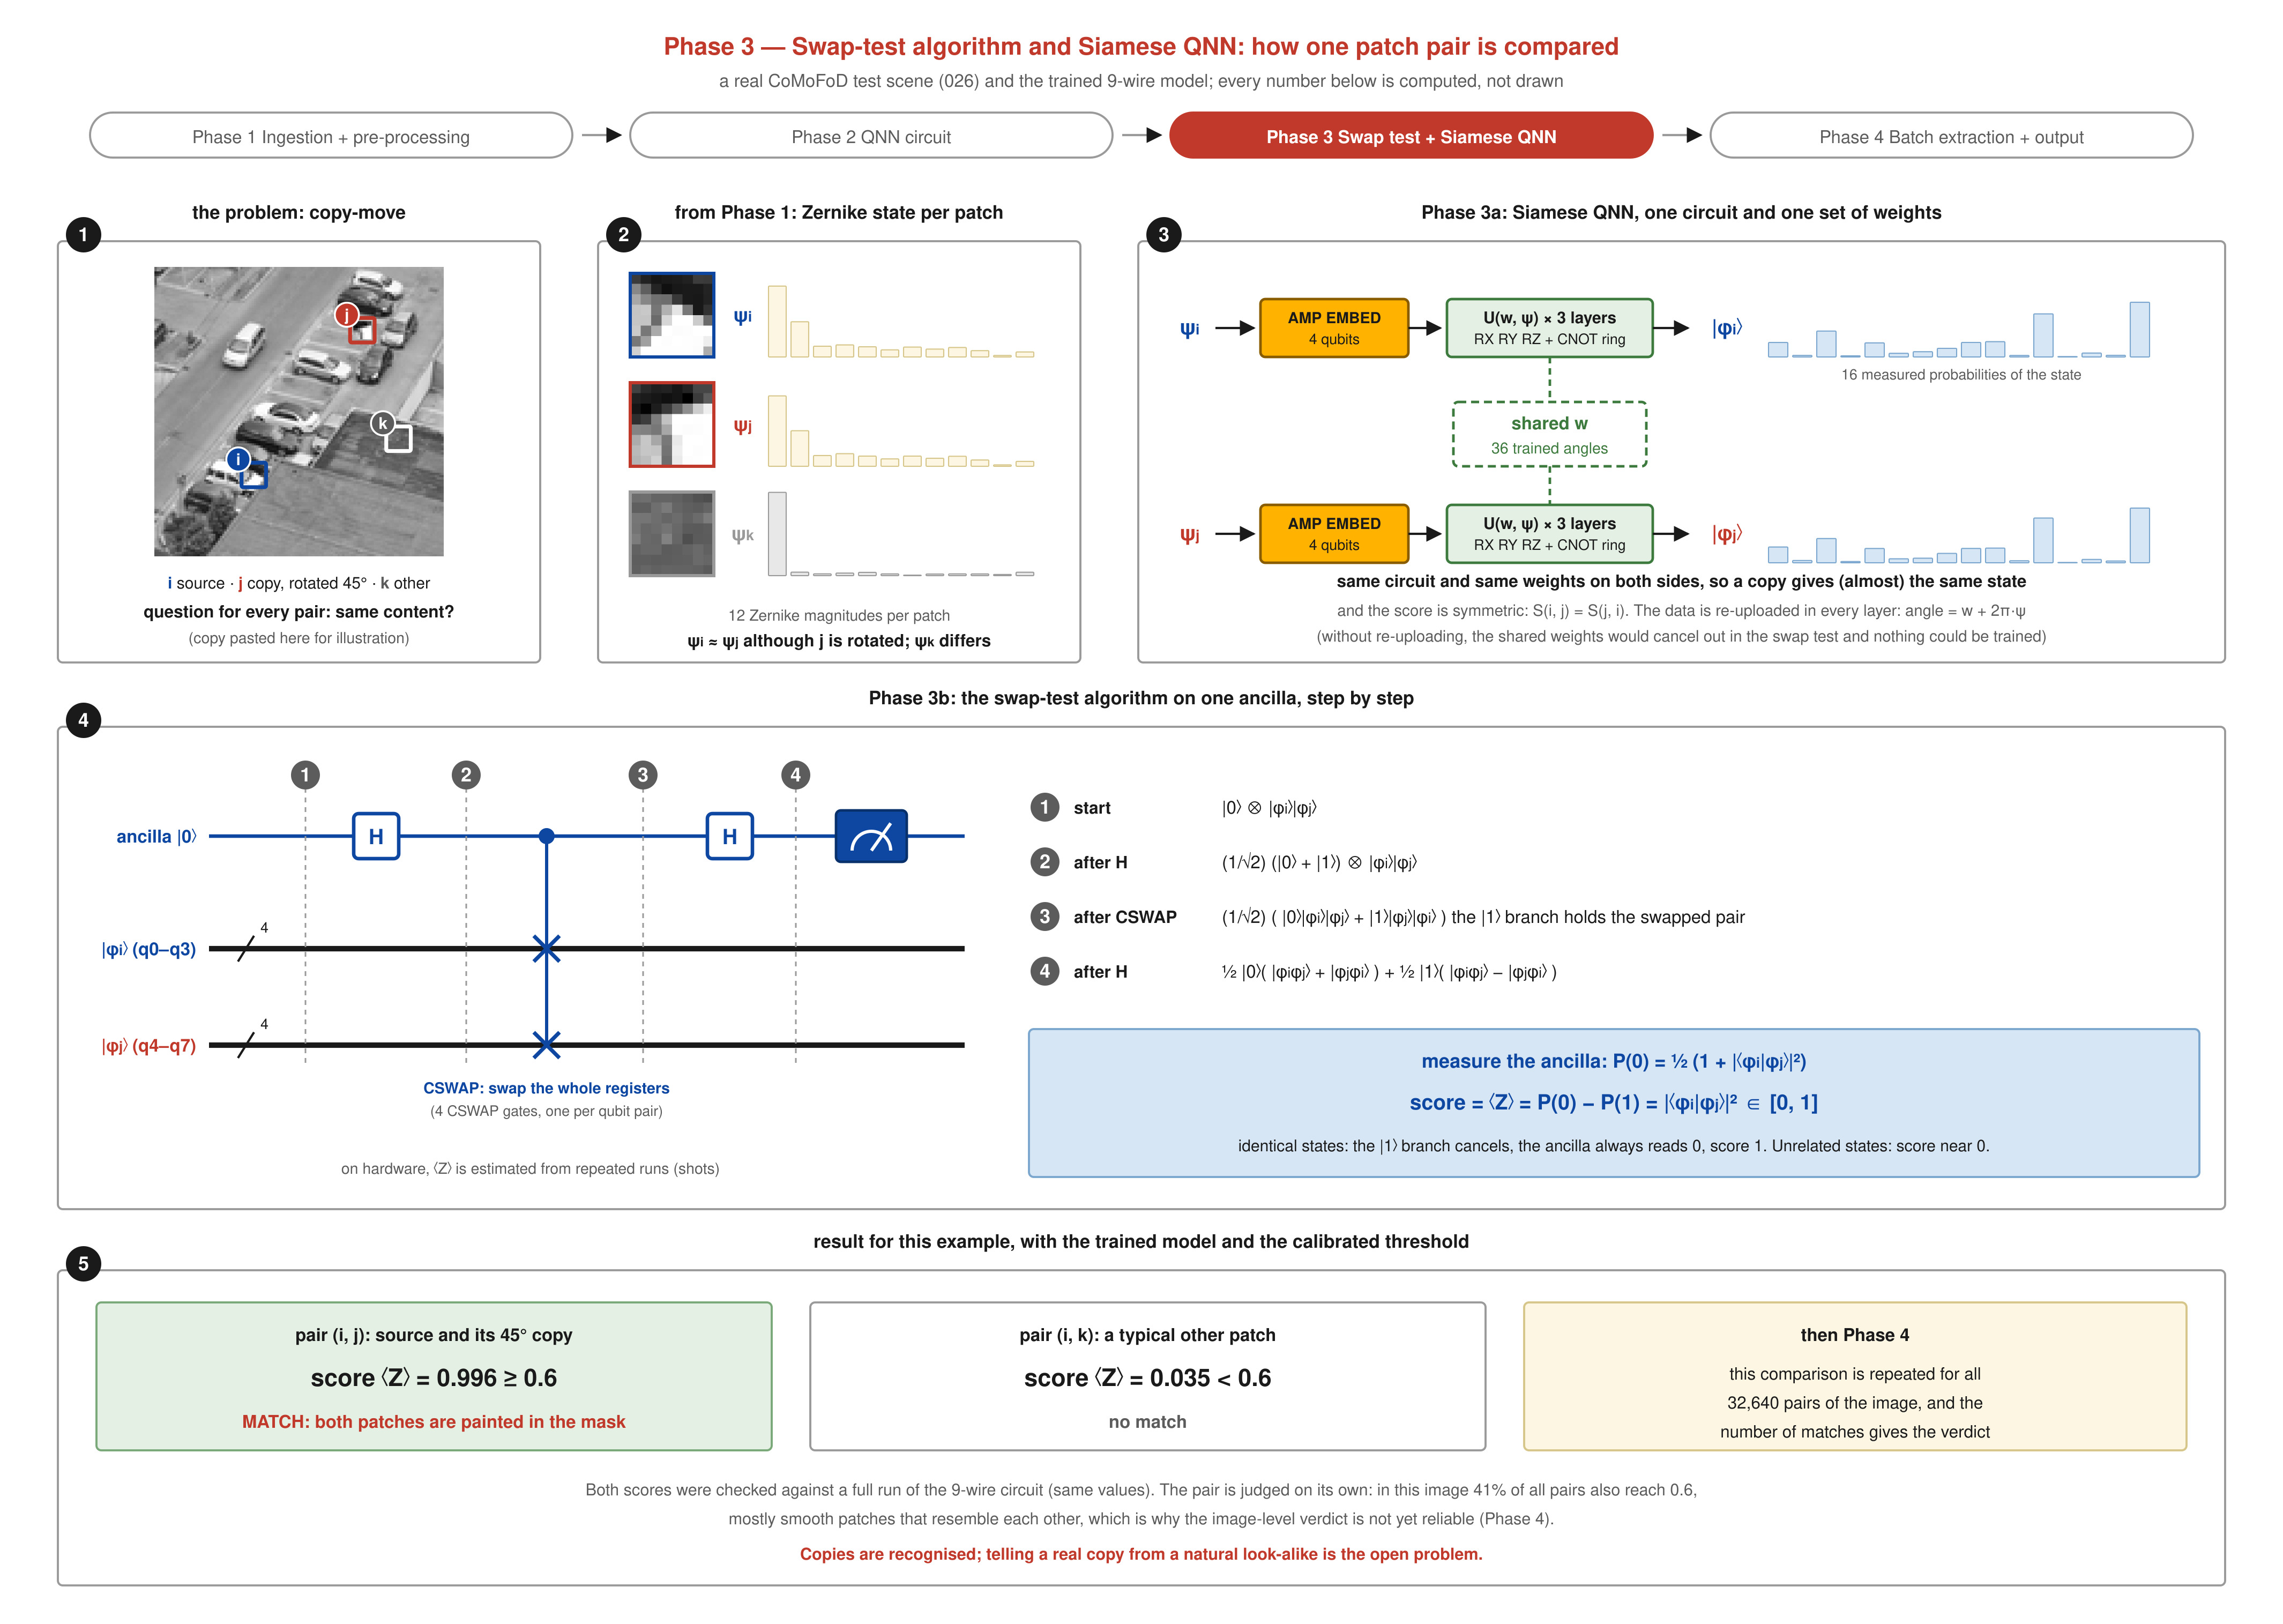 Phase 3 — Swap-test algorithm and Siamese QNN: how one patch pair is compared
a real CoMoFoD test scene (026) and the trained 9-wire model; every number below is computed, not drawn
Phase 1 Ingestion + pre-processing
Phase 2 QNN circuit
Phase 3 Swap test + Siamese QNN
Phase 4 Batch extraction + output
1
the problem: copy-move
j
k
i
i source · j copy, rotated 45° · k other
question for every pair: same content?
(copy pasted here for illustration)
2
from Phase 1: Zernike state per patch
ψi
ψj
ψk
12 Zernike magnitudes per patch
ψi ≈ ψj although j is rotated; ψk differs
3
Phase 3a: Siamese QNN, one circuit and one set of weights
ψi
AMP EMBED
4 qubits
U(w, ψ) × 3 layers
RX RY RZ + CNOT ring
|φi⟩
16 measured probabilities of the state
shared w
36 trained angles
ψj
AMP EMBED
4 qubits
U(w, ψ) × 3 layers
RX RY RZ + CNOT ring
|φj⟩
same circuit and same weights on both sides, so a copy gives (almost) the same state
and the score is symmetric: S(i, j) = S(j, i). The data is re-uploaded in every layer: angle = w + 2π·ψ
(without re-uploading, the shared weights would cancel out in the swap test and nothing could be trained)
4
Phase 3b: the swap-test algorithm on one ancilla, step by step
1
2
3
4
ancilla |0⟩
H
H
|φi⟩ (q0–q3)
4
|φj⟩ (q4–q7)
4
CSWAP: swap the whole registers
(4 CSWAP gates, one per qubit pair)
on hardware, ⟨Z⟩ is estimated from repeated runs (shots)
1 start |0⟩ ⊗ |φi⟩|φj⟩
2 after H (1/√2) (|0⟩ + |1⟩) ⊗ |φi⟩|φj⟩
3 after CSWAP (1/√2) ( |0⟩|φi⟩|φj⟩ + |1⟩|φj⟩|φi⟩ ) the |1⟩ branch holds the swapped pair
4 after H ½ |0⟩( |φiφj⟩ + |φjφi⟩ ) + ½ |1⟩( |φiφj⟩ − |φjφi⟩ )
measure the ancilla: P(0) = ½ (1 + |⟨φi|φj⟩|²)
score = ⟨Z⟩ = P(0) − P(1) = |⟨φi|φj⟩|² ∈ [0, 1]
identical states: the |1⟩ branch cancels, the ancilla always reads 0, score 1. Unrelated states: score near 0.
5
result for this example, with the trained model and the calibrated threshold
pair (i, j): source and its 45° copy
score ⟨Z⟩ = 0.996 ≥ 0.6
MATCH: both patches are painted in the mask
pair (i, k): a typical other patch
score ⟨Z⟩ = 0.035 < 0.6
no match
then Phase 4
this comparison is repeated for all
32,640 pairs of the image, and the
number of matches gives the verdict
Both scores were checked against a full run of the 9-wire circuit (same values). The pair is judged on its own: in this image 41% of all pairs also reach 0.6,
mostly smooth patches that resemble each other, which is why the image-level verdict is not yet reliable (Phase 4).
Copies are recognised; telling a real copy from a natural look-alike is the open problem.